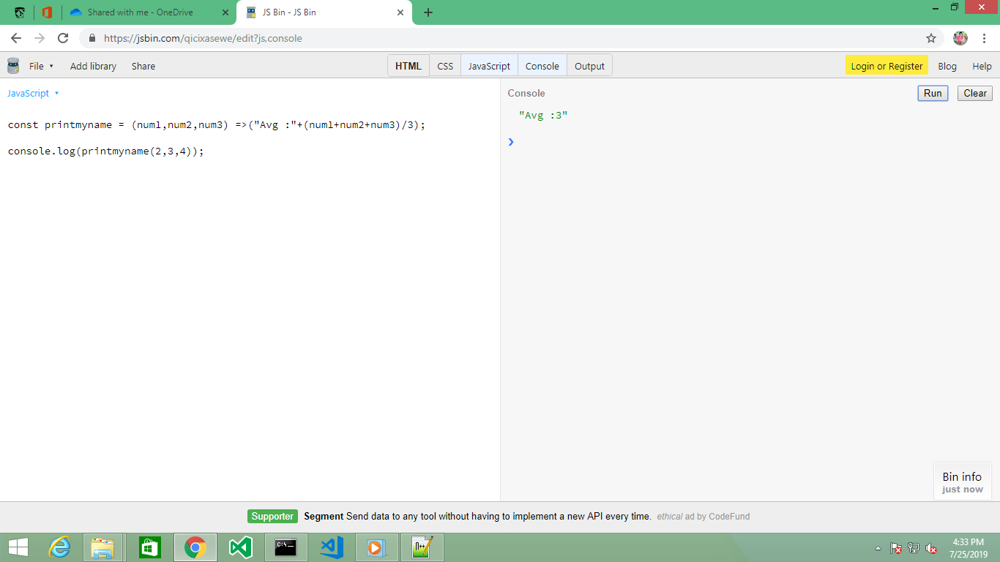 Shared with me - OneDrive
JS Bin - JS Bin
https://jsbin.com/qicixasewe/edit?js,console
File Add library Share HTML CSS JavaScript Console Output Login or Register Blog Help
JavaScript
Console Run Clear
const printmyname = (num1,num2,num3) =>("Avg :"+(num1+num2+num3)/3);
console.log(printmyname(2,3,4));
"Avg :3"
Bin info
just now
Supporter Segment Send data to any tool without having to implement a new API every time. ethical ad by CodeFund
4:33 PM
7/25/2019